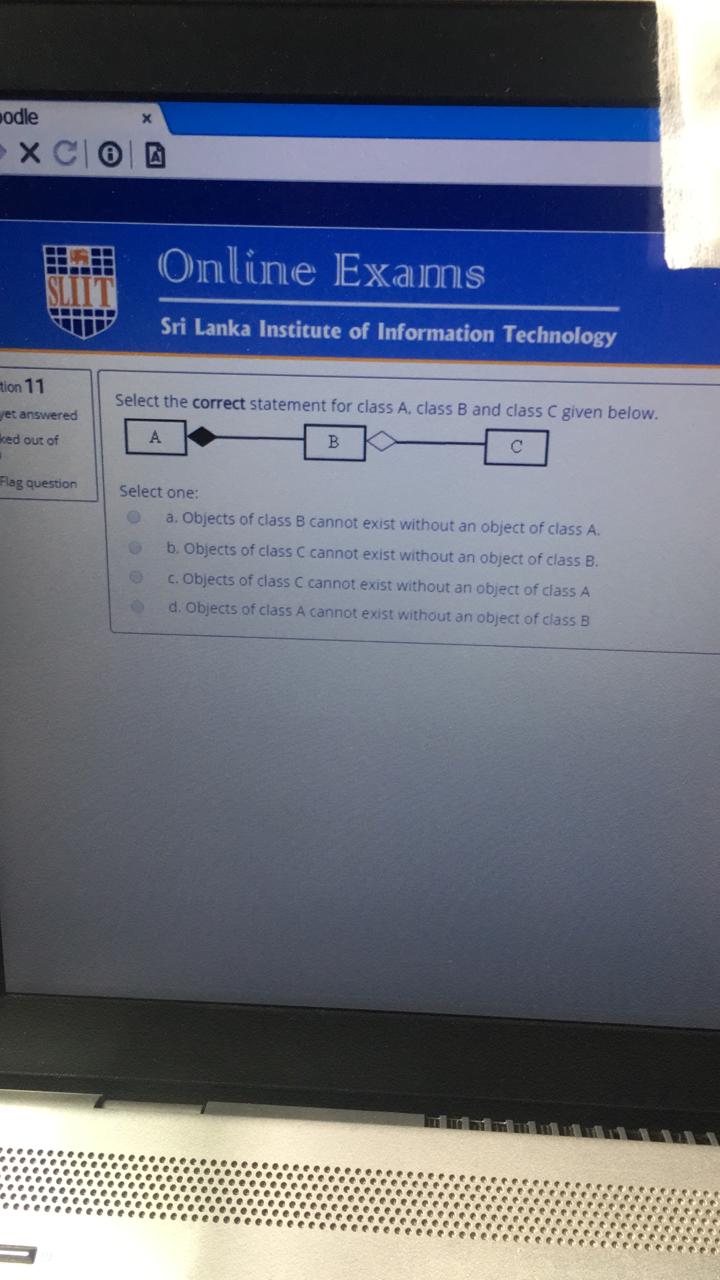 oodle x
SLIIT
Online Exams
Sri Lanka Institute of Information Technology
tion 11
yet answered
ked out of
Flag question
Select the correct statement for class A, class B and class C given below.
A B C
Select one:
a. Objects of class B cannot exist without an object of class A.
b. Objects of class C cannot exist without an object of class B.
c. Objects of class C cannot exist without an object of class A
d. Objects of class A cannot exist without an object of class B